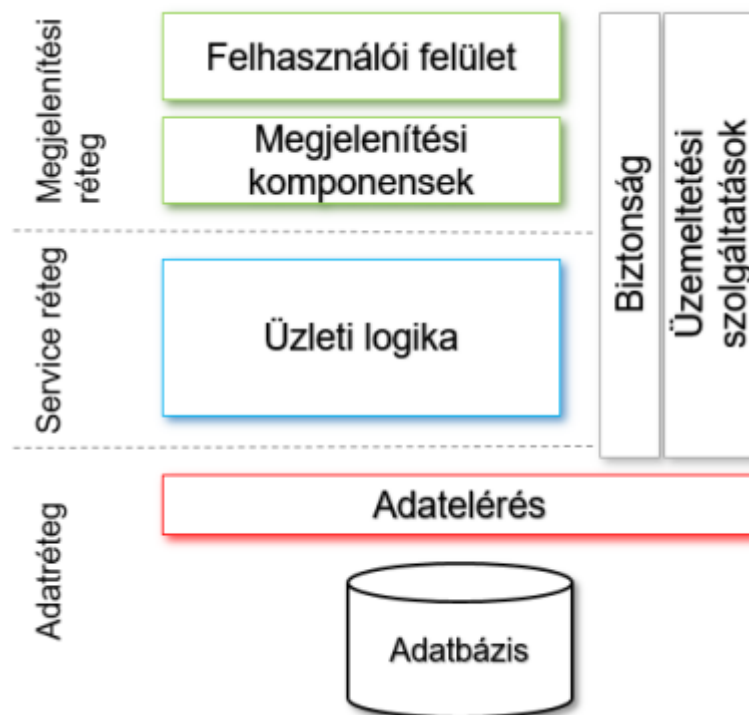 Megjelenítési
réteg
Felhasználói felület
Megjelenítési
komponensek
Service réteg
Üzleti logika
Biztonság
Üzemeltetési
szolgáltatások
Adatréteg
Adatelérés
Adatbázis